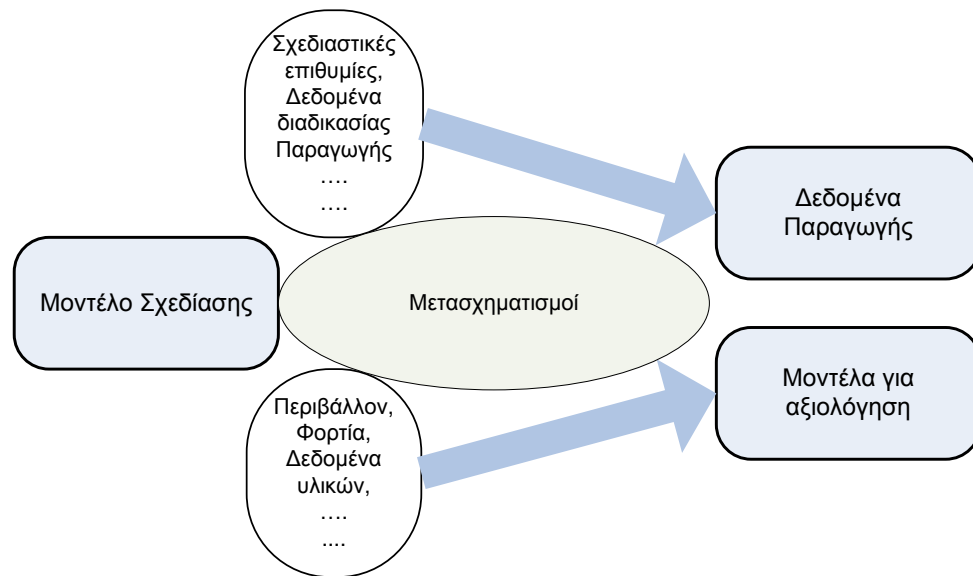 Σχεδιαστικές
επιθυμίες,
Δεδομένα
διαδικασίας
Παραγωγής
....
....
Δεδομένα
Παραγωγής
Μοντέλο Σχεδίασης
Μετασχηματισμοί
Μοντέλα για
αξιολόγηση
Περιβάλλον,
Φορτία,
Δεδομένα
υλικών,
....
....